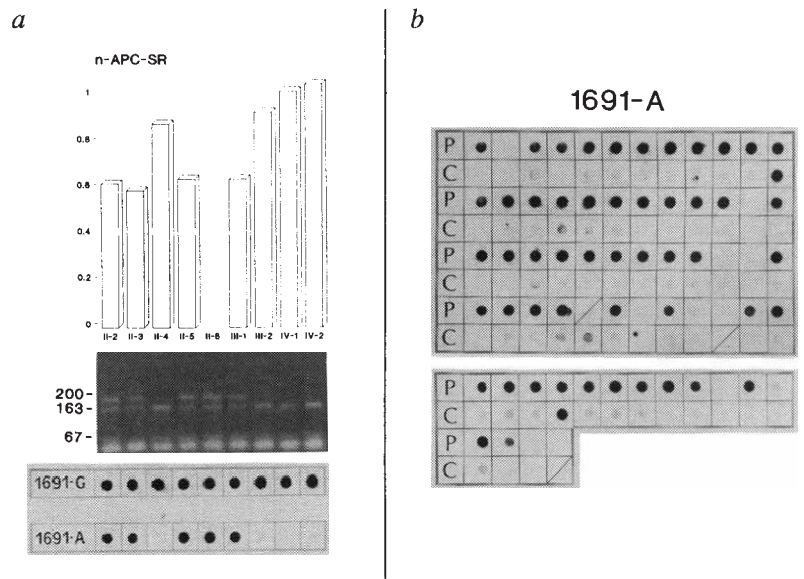 a
n-APC-SR
1
0.8
0.6
0.4
0.2
0
II-2 II-3 II-4 II-5 II-6 III-1 III-2 IV-1 IV-2
200 -
163 -
67 -
1691-G
1691-A
b
1691-A
P
C
P
C
P
C
P
C
P
C
P
C